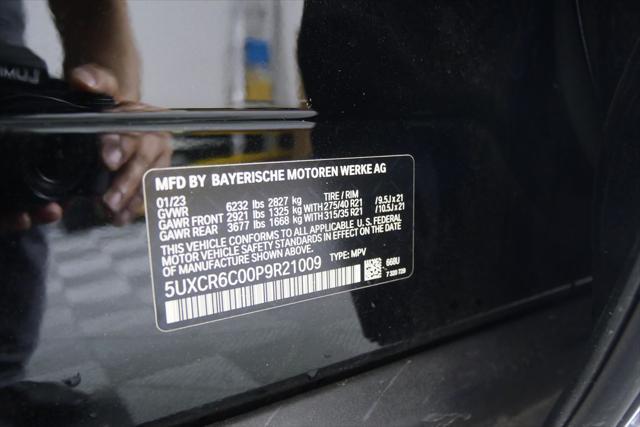 MFD BY BAYERISCHE MOTOREN WERKE AG
01/23 TIRE / RIM
GVWR 6232 lbs 2827 kg
GAWR FRONT 2921 lbs 1325 kg WITH 275/40 R21 / 9.5J x 21
GAWR REAR 3677 lbs 1668 kg WITH 315/35 R21 / 10.5J x 21
THIS VEHICLE CONFORMS TO ALL APPLICABLE U.S. FEDERAL
MOTOR VEHICLE SAFETY STANDARDS IN EFFECT ON THE DATE
OF MANUFACTURE SHOWN ABOVE.
TYPE: MPV
5UXCR6C00P9R21009
668U
7 320 729